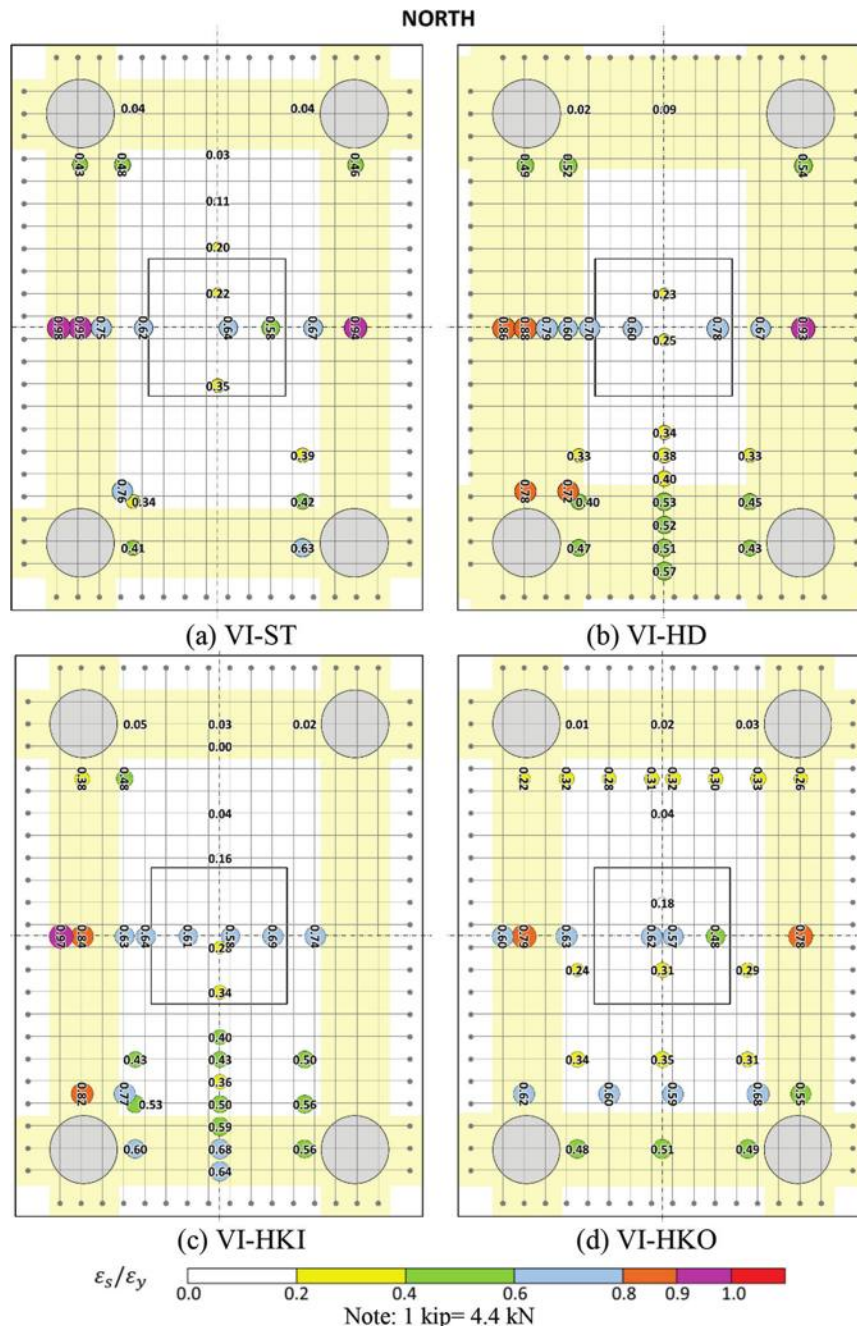 NORTH
0.04 0.04
0.03
0.43 0.48 0.46
0.11
0.20
0.22
0.98 0.95 0.75 0.62 0.64 0.58 0.67 0.94
0.35
0.39
0.76 0.34 0.42
0.41 0.63
(a) VI-ST
0.02 0.09
0.49 0.52 0.54
0.23
0.86 0.88 0.79 0.60 0.70 0.60 0.78 0.67 0.93
0.25
0.34
0.33 0.38 0.33
0.40
0.78 0.72
0.40 0.53 0.45
0.52
0.47 0.51 0.43
0.57
(b) VI-HD
0.05 0.03 0.02
0.00
0.38 0.48
0.04
0.16
0.97 0.84 0.63 0.64 0.61 0.58 0.69 0.74
0.28
0.34
0.40
0.43 0.43 0.50
0.36
0.82 0.77
0.53 0.50 0.56
0.59
0.60 0.68 0.56
0.64
(c) VI-HKI
0.01 0.02 0.03
0.22 0.32 0.28 0.31 0.32 0.30 0.33 0.26
0.04
0.18
0.60 0.79 0.63 0.62 0.57 0.48 0.78
0.24 0.31 0.29
0.34 0.35 0.31
0.62 0.60 0.59 0.68 0.55
0.48 0.51 0.49
(d) VI-HKO
εs/εy
0.0 0.2 0.4 0.6 0.8 0.9 1.0
Note: 1 kip= 4.4 kN